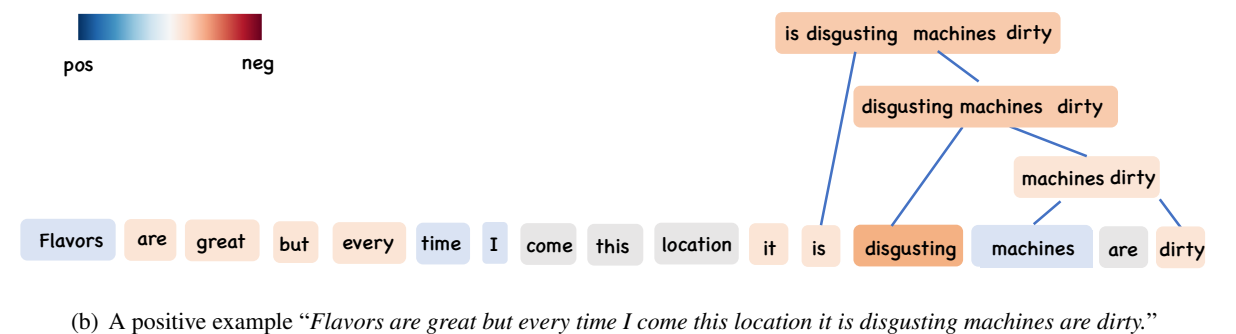 pos neg
is disgusting machines dirty
disgusting machines dirty
machines dirty
Flavors are great but every time I come this location it is disgusting machines are dirty
(b) A positive example “Flavors are great but every time I come this location it is disgusting machines are dirty.”